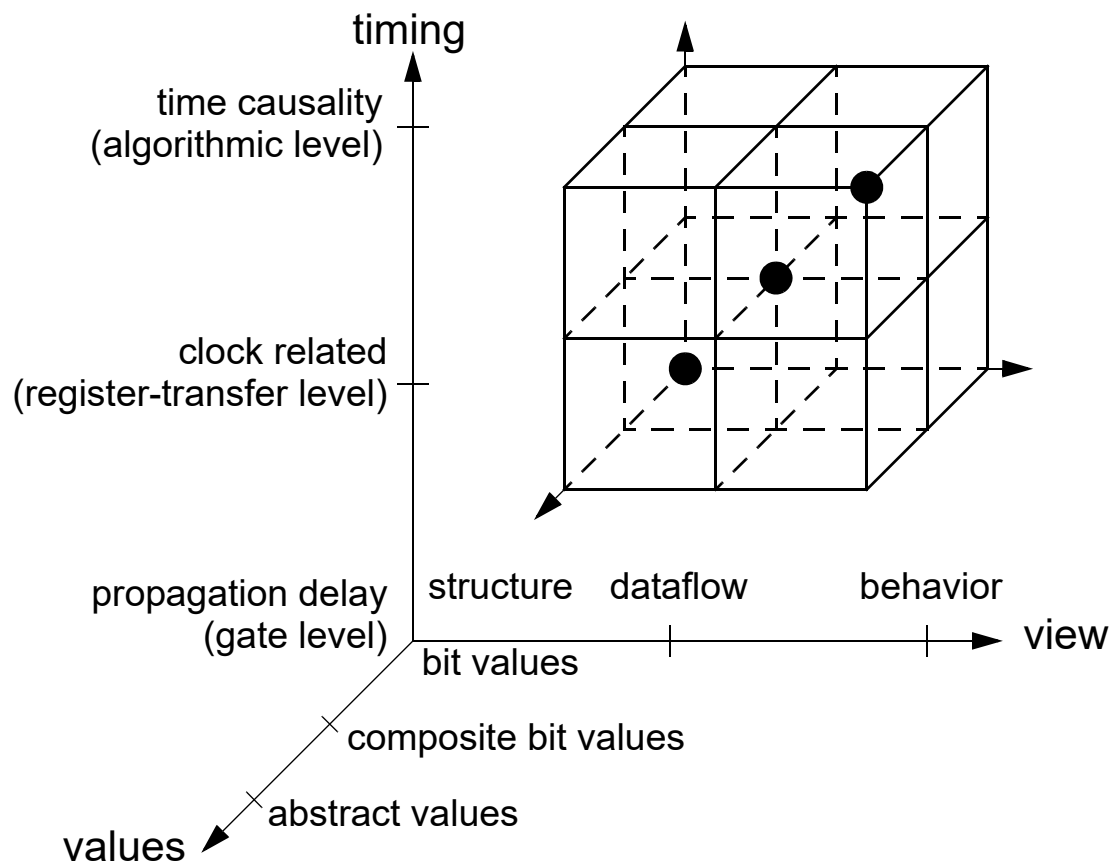 timing
time causality
(algorithmic level)
clock related
(register-transfer level)
propagation delay
(gate level)
structure
dataflow
behavior
view
bit values
composite bit values
abstract values
values